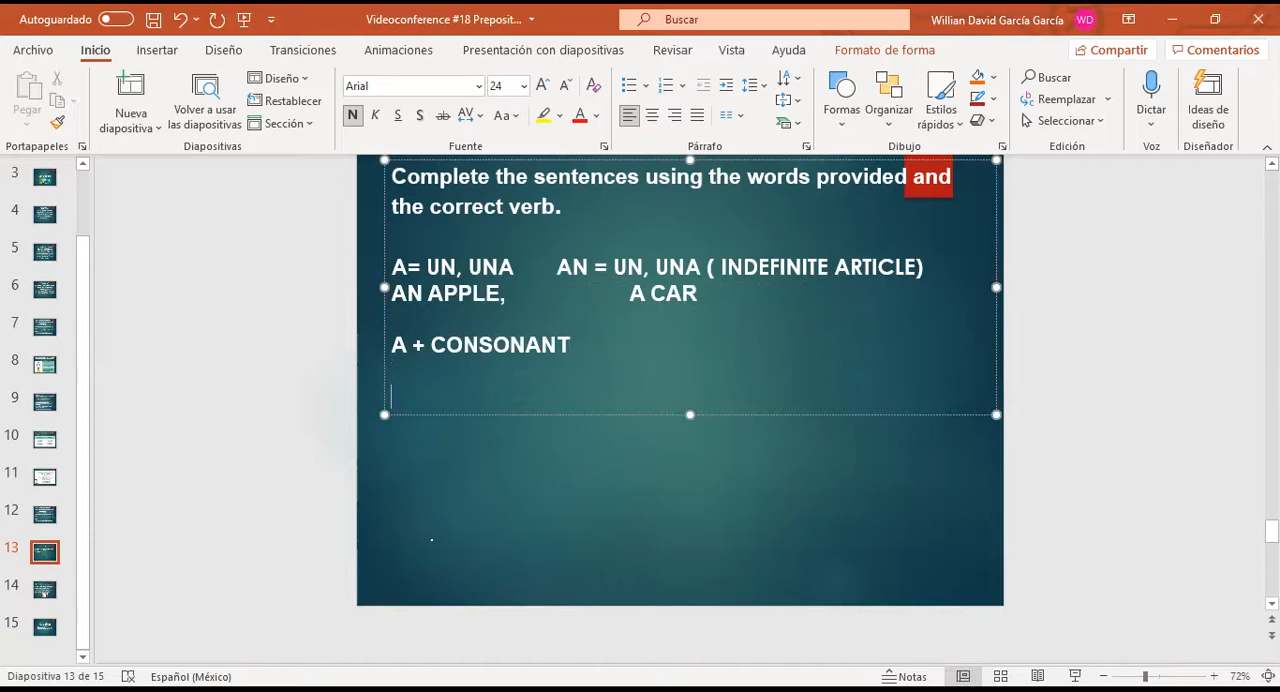 Autoguardado
Videoconference #18 Preposit...
Buscar
Willian David García García
WD
Archivo
Inicio
Insertar
Diseño
Transiciones
Animaciones
Presentación con diapositivas
Revisar
Vista
Ayuda
Formato de forma
Compartir
Comentarios
Pegar
Nueva
diapositiva
Volver a usar
las diapositivas
Diseño
Restablecer
Sección
Arial
24
N K S S ab AV Aa
A
Formas
Organizar
Estilos
rápidos
Buscar
Reemplazar
Seleccionar
Dictar
Ideas de
diseño
Portapapeles
Diapositivas
Fuente
Párrafo
Dibujo
Edición
Voz
Diseñador
3
4
5
6
7
8
9
10
11
12
13
14
15
Complete the sentences using the words provided and
the correct verb.
A= UN, UNA AN = UN, UNA ( INDEFINITE ARTICLE)
AN APPLE, A CAR
A + CONSONANT
Diapositiva 13 de 15
Español (México)
Notas
72%